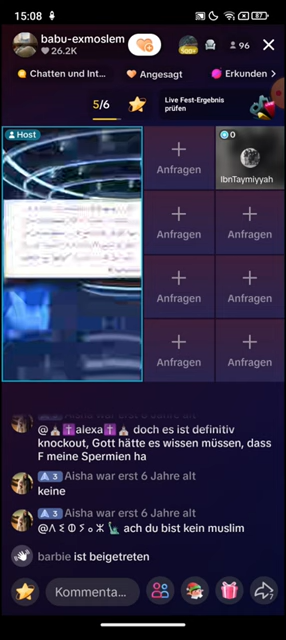 15:08
87
babu-exmoslem
26.2K
500+
96
Chatten und Int...
Angesagt
Erkunden
5/6
Live Fest-Ergebnis
prüfen
Host
0
Anfragen
IbnTaymiyyah
Anfragen
Anfragen
Anfragen
Anfragen
Anfragen
Anfragen
Aisha war erst 6 Jahre alt
@⛪✝️alexa✝️⛪ doch es ist definitiv
knockout, Gott hätte es wissen müssen, dass
F meine Spermien ha
3 Aisha war erst 6 Jahre alt
keine
3 Aisha war erst 6 Jahre alt
@ꓥ ⵉ ⵀ ⵢ ⴰ ⵣ 🗽 ach du bist kein muslim
barbie ist beigetreten
Kommenta...